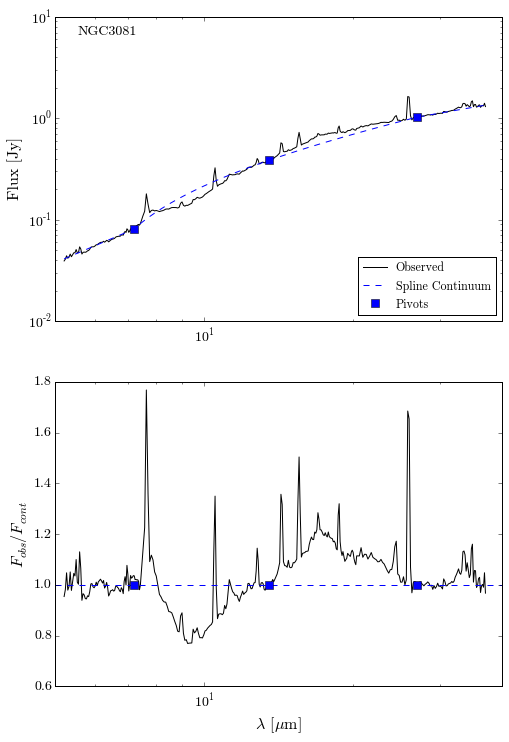 10^1
NGC3081
10^0
Flux [Jy]
10^-1
Observed
Spline Continuum
Pivots
10^-2
10^1
1.8
1.6
1.4
1.2
F_obs/F_cont
1.0
0.8
0.6
10^1
λ [μm]